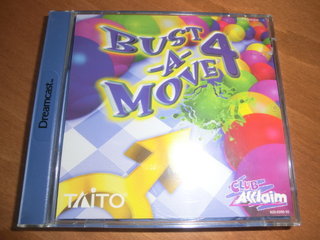 Dreamcast
BUST
-A-
MOVE 4
TAITO
CLUB
Acclaim